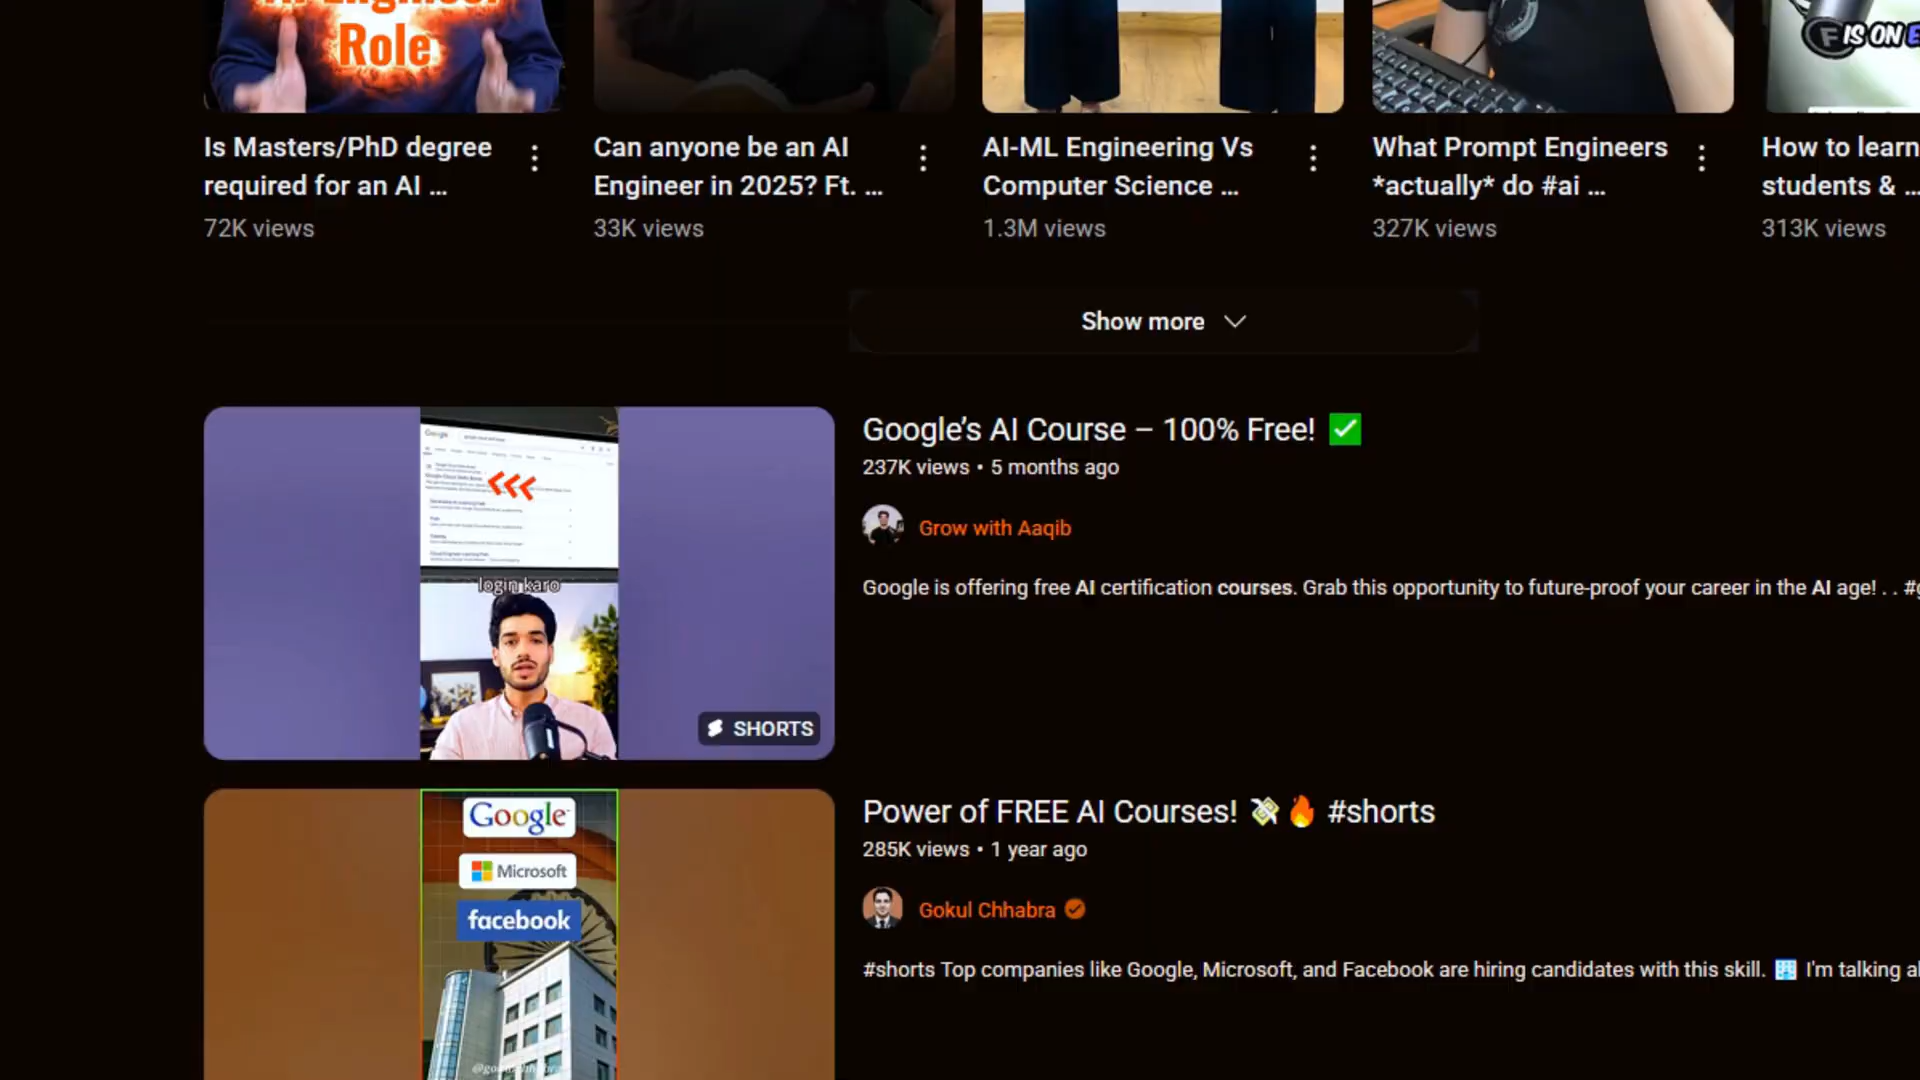 AI Engineer
Role
IS ON
Is Masters/PhD degree
required for an AI ...
72K views
Can anyone be an AI
Engineer in 2025? Ft. ...
33K views
AI-ML Engineering Vs
Computer Science ...
1.3M views
What Prompt Engineers
*actually* do #ai ...
327K views
How to learn
students & ...
313K views
Show more
Google
login karo
SHORTS
Google’s AI Course – 100% Free! ✅
237K views • 5 months ago
Grow with Aaqib
Google is offering free AI certification courses. Grab this opportunity to future-proof your career in the AI age! . .
Google
Microsoft
facebook
Power of FREE AI Courses! 💸🔥 #shorts
285K views • 1 year ago
Gokul Chhabra
#shorts Top companies like Google, Microsoft, and Facebook are hiring candidates with this skill. 🏢 I'm talking